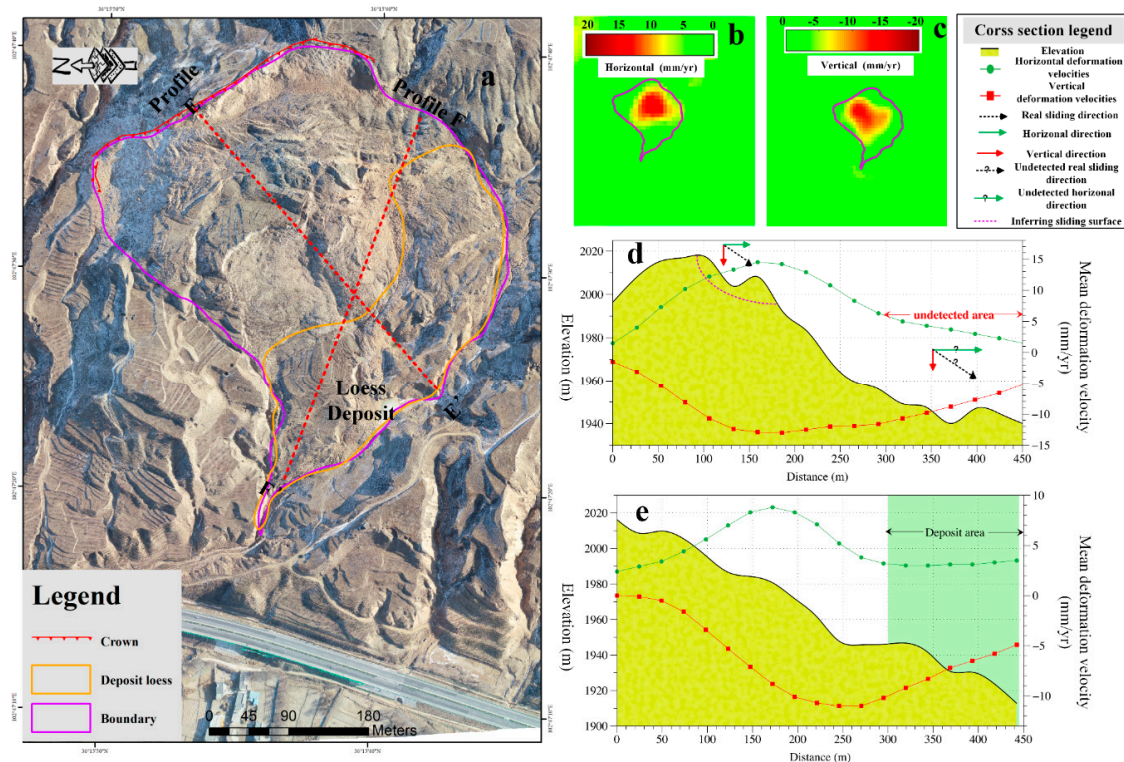 a
N
Profile E
Profile F
Loess
Deposit
E'
F'
Legend
Crown
Deposit loess
Boundary
0 45 90 180
Meters
20 15 10 5 0
b
Horizontal (mm/yr)
0 -5 -10 -15 -20
c
Vertical (mm/yr)
Corss section legend
Elevation
Horizontal deformation
velocities
Vertical
deformation velocities
Real sliding direction
Horizonal direction
Vertical direction
Undetected real sliding
direction
Undetected horizonal
direction
Inferring sliding surface
d
2020
2000
1980
1960
1940
Elevation (m)
0 50 100 150 200 250 300 350 400 450
Distance (m)
15
10
5
0
-5
-10
-15
Mean deformation velocity
(mm/yr)
undetected area
?
?
e
2020
2000
1980
1960
1940
1920
1900
Elevation (m)
0 50 100 150 200 250 300 350 400 450
Distance (m)
10
5
0
-5
-10
Mean deformation velocity
(mm/yr)
Deposit area